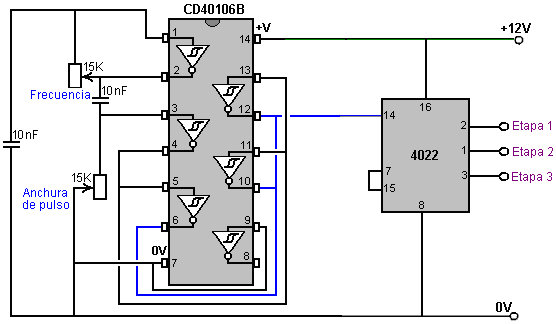 CD40106B
+V
+12V
1
14
15K
2
13
Frecuencia
10nF
3
12
10nF
4
11
15K
5
10
Anchura
de pulso
6
9
0V
7
8
16
14
2
Etapa 1
4022
1
Etapa 2
7
15
3
Etapa 3
8
0V